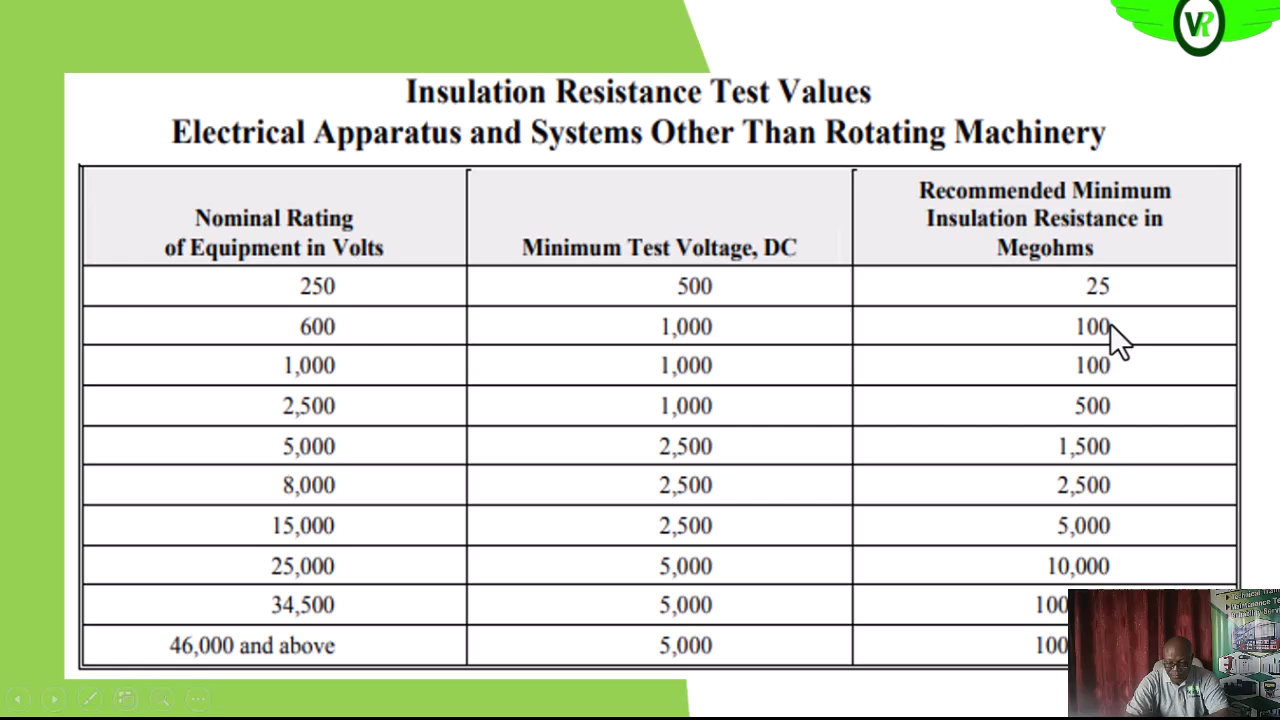 VR
Insulation Resistance Test Values
Electrical Apparatus and Systems Other Than Rotating Machinery
Nominal Rating of Equipment in Volts
Minimum Test Voltage, DC
Recommended Minimum Insulation Resistance in Megohms
250 500 25
600 1,000 100
1,000 1,000 100
2,500 1,000 500
5,000 2,500 1,500
8,000 2,500 2,500
15,000 2,500 5,000
25,000 5,000 10,000
34,500 5,000 100
46,000 and above 5,000 100
Technical